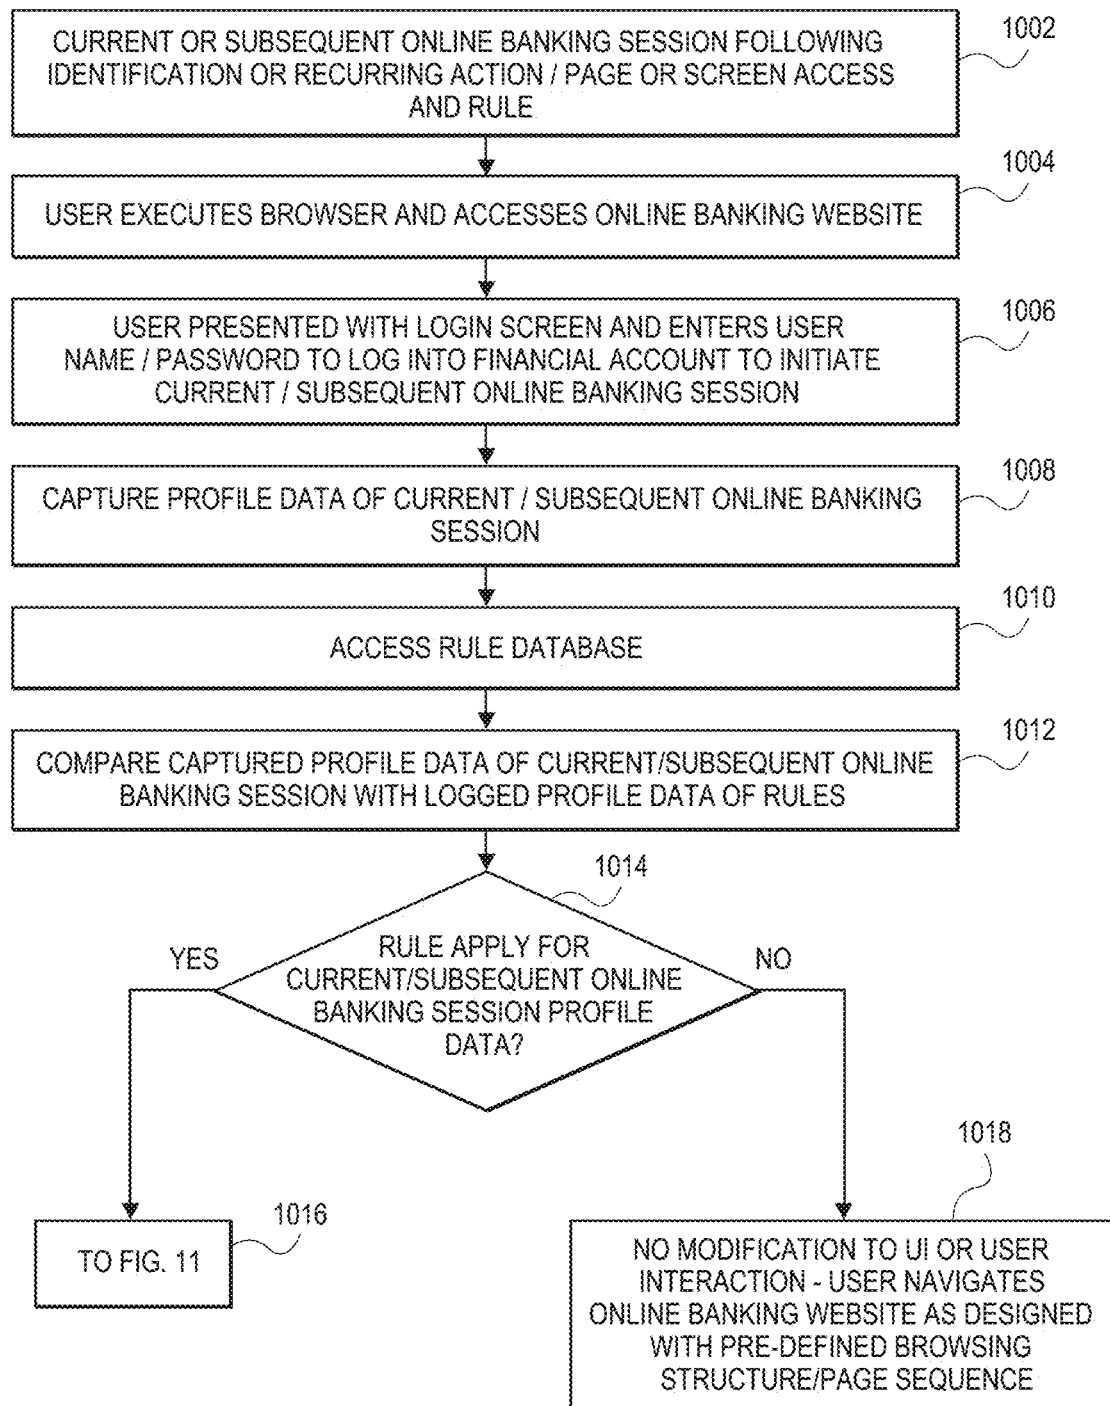 CURRENT OR SUBSEQUENT ONLINE BANKING SESSION FOLLOWING
IDENTIFICATION OR RECURRING ACTION / PAGE OR SCREEN ACCESS
AND RULE
1002
USER EXECUTES BROWSER AND ACCESSES ONLINE BANKING WEBSITE
1004
USER PRESENTED WITH LOGIN SCREEN AND ENTERS USER
NAME / PASSWORD TO LOG INTO FINANCIAL ACCOUNT TO INITIATE
CURRENT / SUBSEQUENT ONLINE BANKING SESSION
1006
CAPTURE PROFILE DATA OF CURRENT / SUBSEQUENT ONLINE BANKING
SESSION
1008
ACCESS RULE DATABASE
1010
COMPARE CAPTURED PROFILE DATA OF CURRENT/SUBSEQUENT ONLINE
BANKING SESSION WITH LOGGED PROFILE DATA OF RULES
1012
1014
RULE APPLY FOR
CURRENT/SUBSEQUENT ONLINE
BANKING SESSION PROFILE
DATA?
YES
NO
TO FIG. 11
1016
1018
NO MODIFICATION TO UI OR USER
INTERACTION - USER NAVIGATES
ONLINE BANKING WEBSITE AS DESIGNED
WITH PRE-DEFINED BROWSING
STRUCTURE/PAGE SEQUENCE